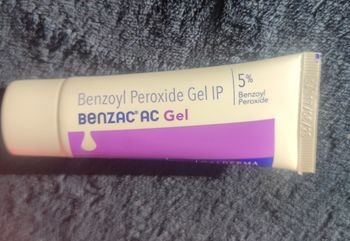 Benzoyl Peroxide Gel IP
BENZAC® AC Gel
5%
Benzoyl
Peroxide